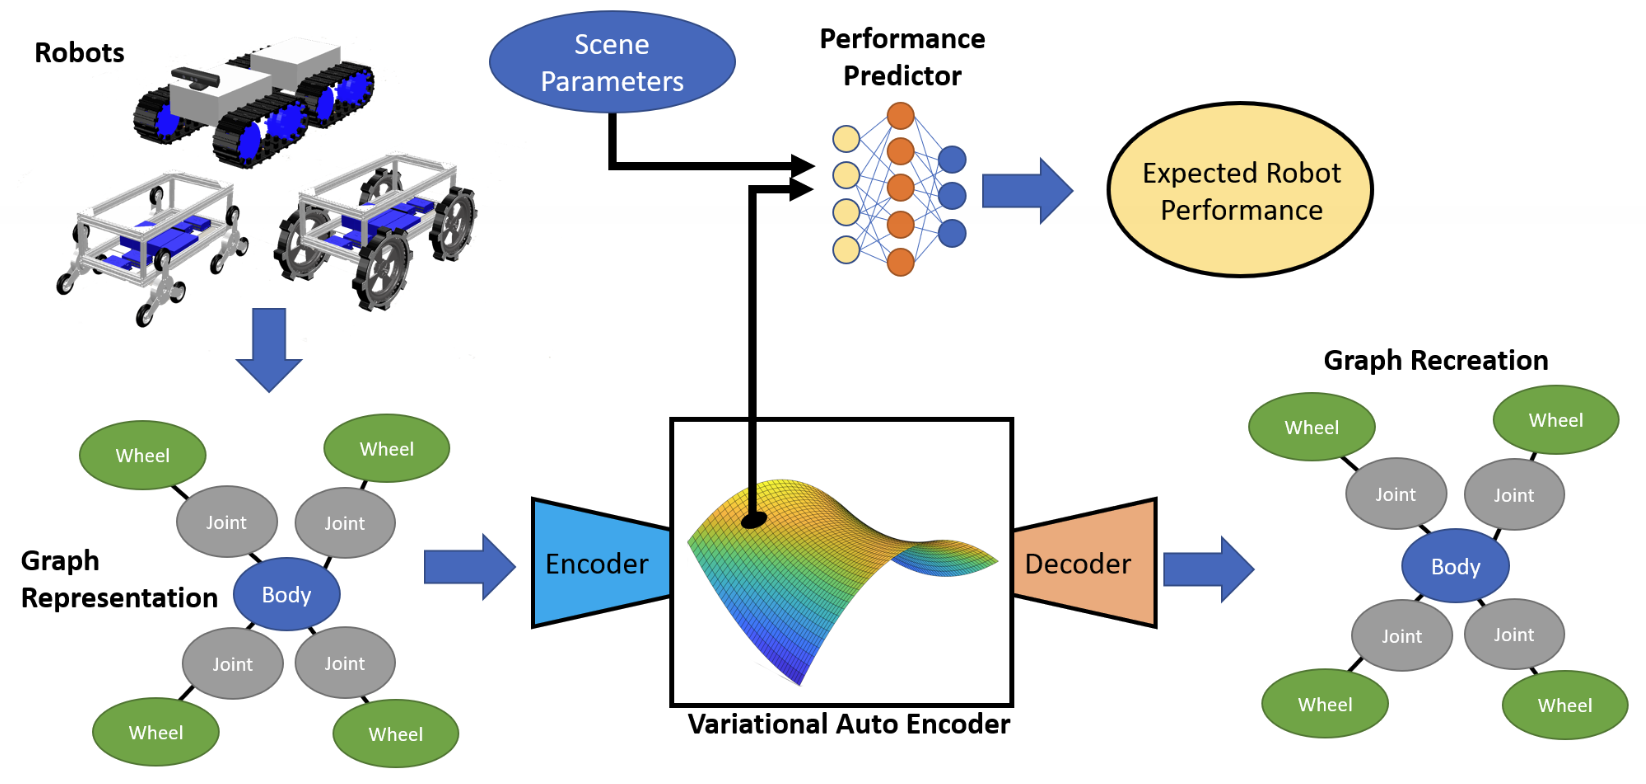 Robots
Scene
Parameters
Performance
Predictor
Expected Robot
Performance
Graph Recreation
Wheel
Wheel
Joint
Joint
Graph
Representation
Body
Joint
Joint
Wheel
Wheel
Encoder
Decoder
Variational Auto Encoder
Wheel
Wheel
Joint
Joint
Body
Joint
Joint
Wheel
Wheel